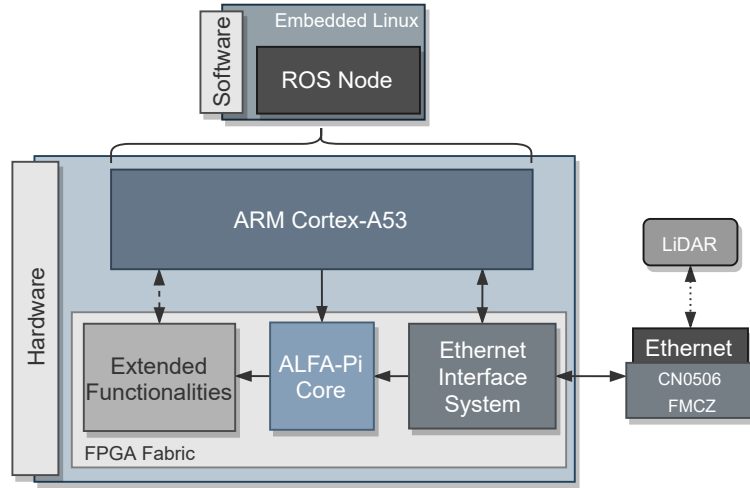 Embedded Linux
Software
ROS Node
Hardware
ARM Cortex-A53
LiDAR
Extended
Functionalities
ALFA-Pi
Core
Ethernet
Interface
System
Ethernet
CN0506
FMCZ
FPGA Fabric